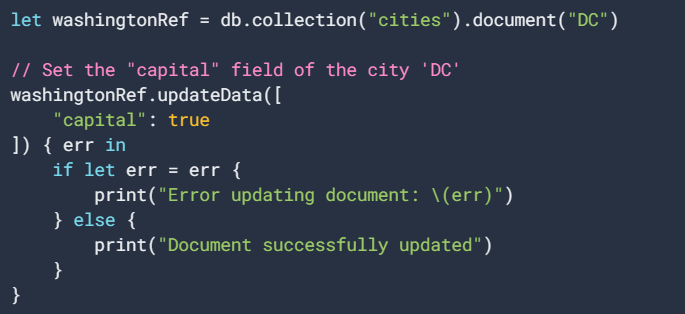 let washingtonRef = db.collection("cities").document("DC")

// Set the "capital" field of the city 'DC'
washingtonRef.updateData([
    "capital": true
]) { err in
    if let err = err {
        print("Error updating document: \(err)")
    } else {
        print("Document successfully updated")
    }
}